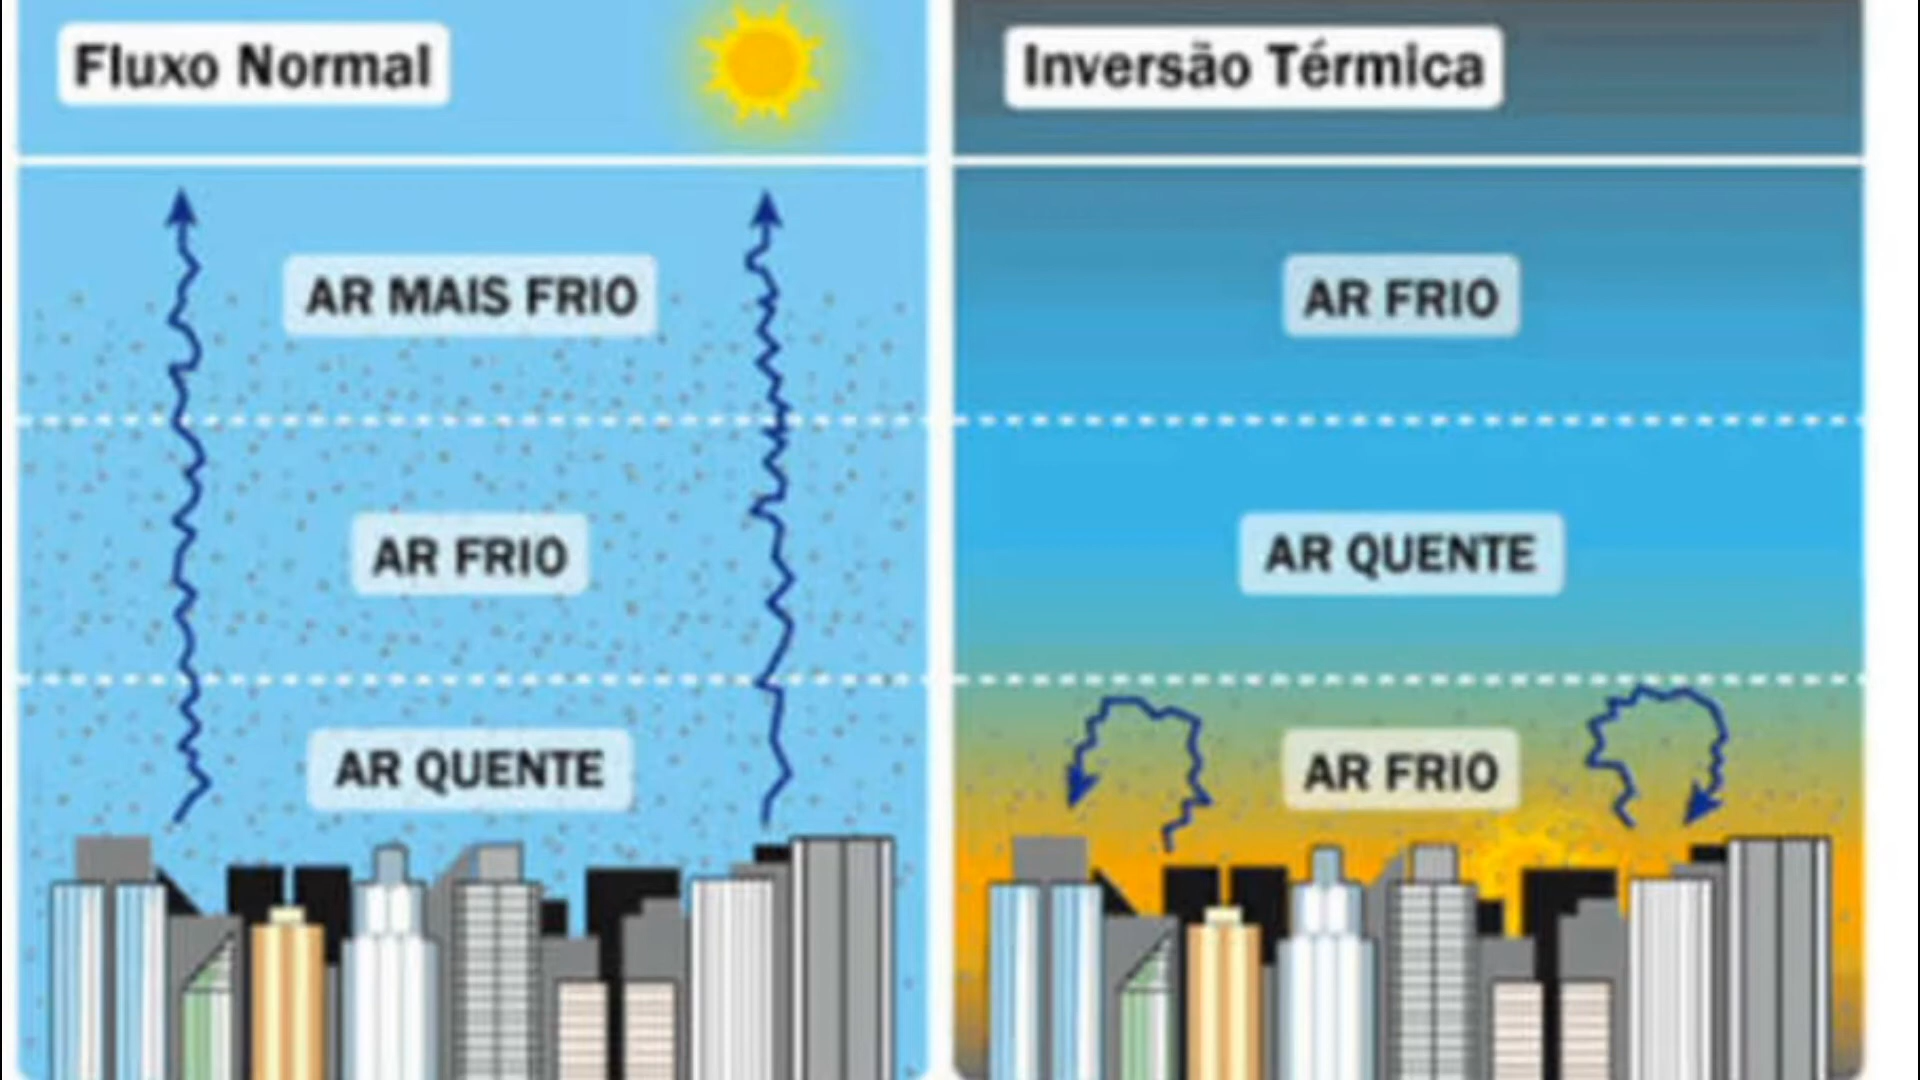 Fluxo Normal
AR MAIS FRIO
AR FRIO
AR QUENTE
Inversão Térmica
AR FRIO
AR QUENTE
AR FRIO